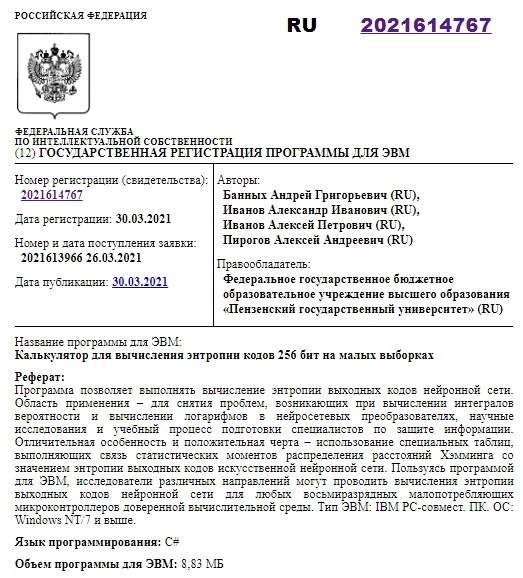 РОССИЙСКАЯ ФЕДЕРАЦИЯ
RU 2021614767
ФЕДЕРАЛЬНАЯ СЛУЖБА
ПО ИНТЕЛЛЕКТУАЛЬНОЙ СОБСТВЕННОСТИ
(12) ГОСУДАРСТВЕННАЯ РЕГИСТРАЦИЯ ПРОГРАММЫ ДЛЯ ЭВМ
Номер регистрации (свидетельства):
2021614767
Дата регистрации: 30.03.2021
Номер и дата поступления заявки:
2021613966 26.03.2021
Дата публикации: 30.03.2021
Авторы:
Банных Андрей Григорьевич (RU),
Иванов Александр Иванович (RU),
Иванов Алексей Петрович (RU),
Пирогов Алексей Андреевич (RU)
Правообладатель:
Федеральное государственное бюджетное
образовательное учреждение высшего образования
«Пензенский государственный университет» (RU)
Название программы для ЭВМ:
Калькулятор для вычисления энтропии кодов 256 бит на малых выборках
Реферат:
Программа позволяет выполнять вычисление энтропии выходных кодов нейронной сети.
Область применения – для снятия проблем, возникающих при вычислении интегралов
вероятности и вычислении логарифмов в нейросетевых преобразователях, научные
исследования и учебный процесс подготовки специалистов по защите информации.
Отличительная особенность и положительная черта – использование специальных таблиц,
выполняющих связь статистических моментов распределения расстояний Хэмминга со
значением энтропии выходных кодов искусственной нейронной сети. Пользуясь программой
для ЭВМ, исследователи различных направлений могут проводить вычисления энтропии
выходных кодов нейронной сети для любых восьмиразрядных малопотребляющих
микроконтроллеров доверенной вычислительной среды. Тип ЭВМ: IBM PC-совмест. ПК. ОС:
Windows NT/7 и выше.
Язык программирования: C#
Объем программы для ЭВМ: 8,83 МБ